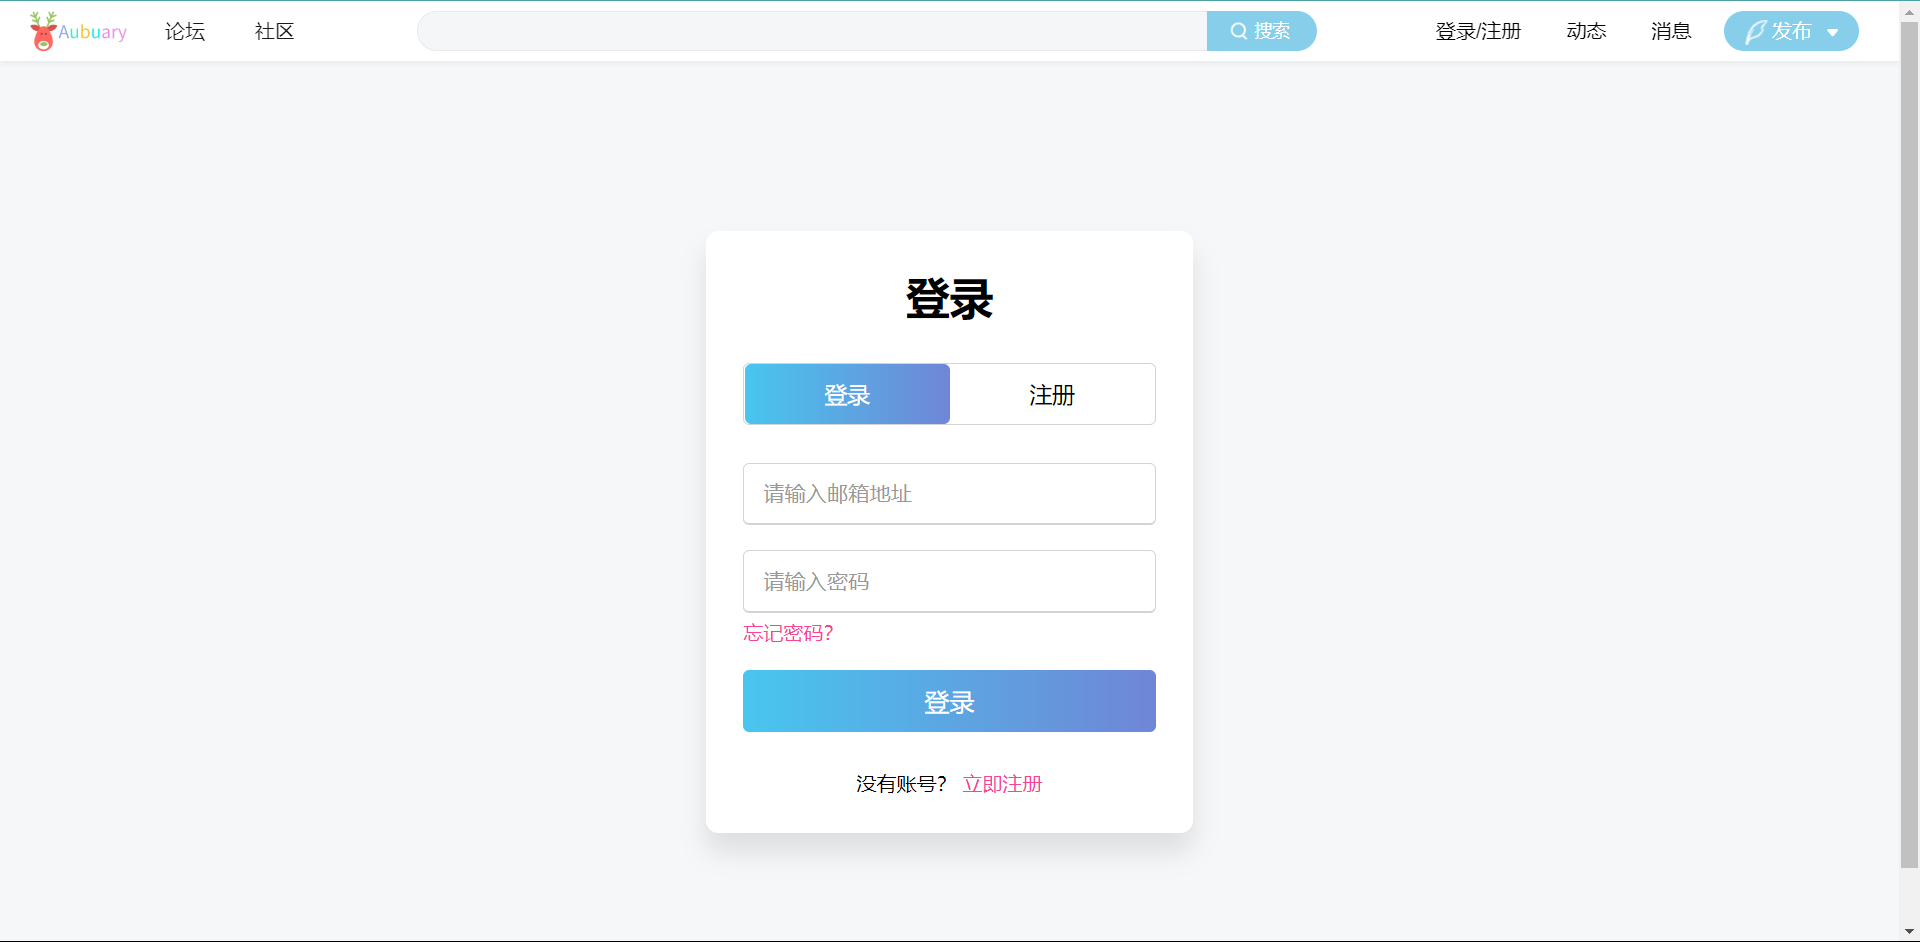 Aubuary 论坛 社区 搜索 登录/注册 动态 消息 发布
登录
登录 注册
请输入邮箱地址
请输入密码
忘记密码?
登录
没有账号? 立即注册